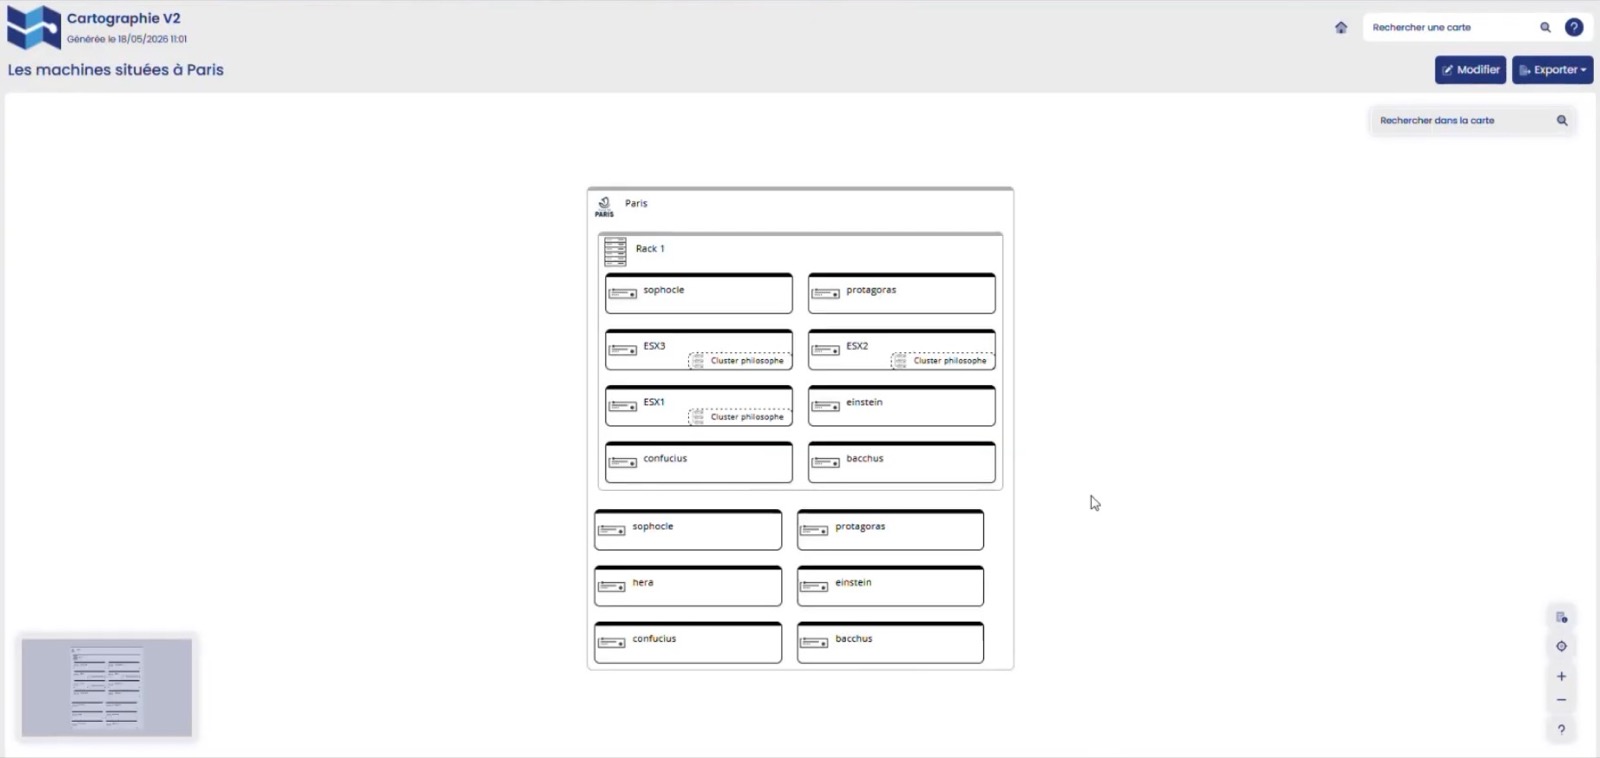 Cartographie V2
Générée le 18/05/2026 11:01
Rechercher une carte
?
Les machines situées à Paris
Modifier
Exporter
Rechercher dans la carte
PARIS
Paris
Rack 1
sophocle
protagoras
ESX3
Cluster philosophe
ESX2
Cluster philosophe
ESX1
Cluster philosophe
einstein
confucius
bacchus
sophocle
protagoras
hera
einstein
confucius
bacchus
+
−
?